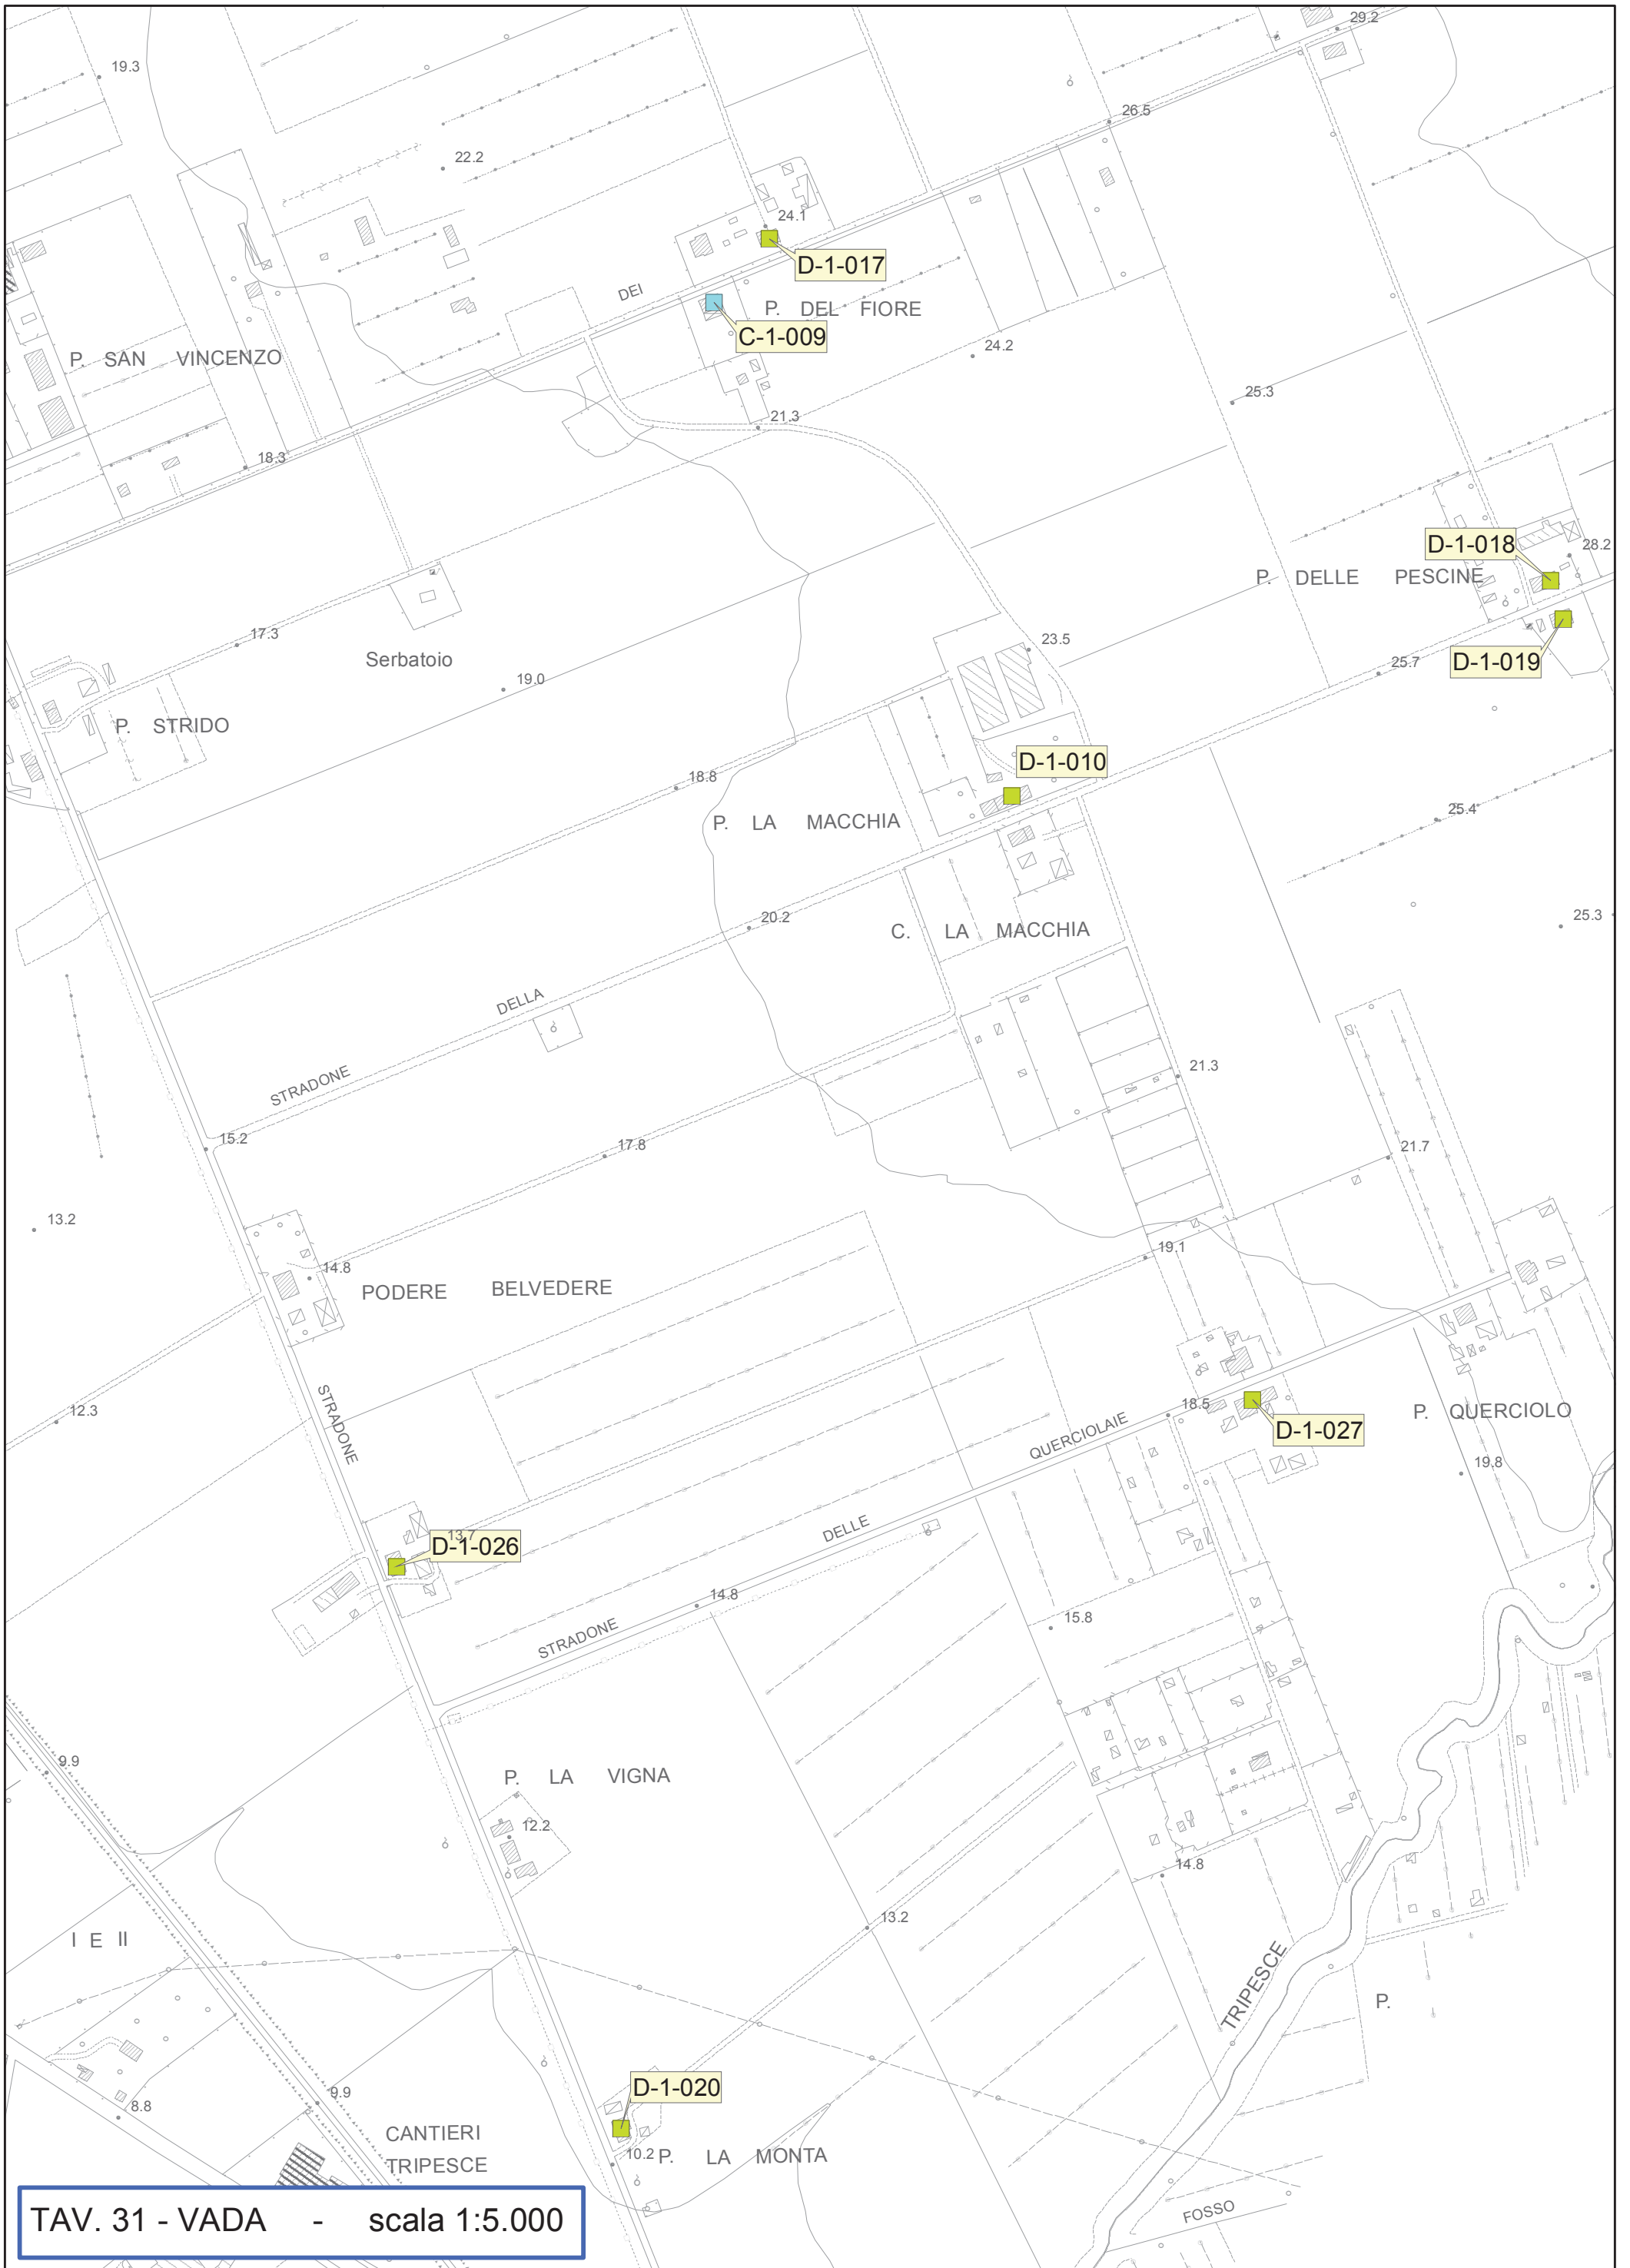 29.2
19.3
26.5
22.2
24.1
D-1-017
DEI
P. DEL FIORE
C-1-009
24.2
P. SAN VINCENZO
25.3
21.3
18.3
D-1-018
28.2
P. DELLE PESCINE
17.3
23.5
Serbatoio
25.7
D-1-019
19.0
P. STRIDO
D-1-010
18.8
25.4
P. LA MACCHIA
25.3
20.2
C. LA MACCHIA
DELLA
STRADONE
21.3
15.2
17.8
21.7
13.2
19.1
14.8
PODERE BELVEDERE
STRADONE
12.3
18.5
P. QUERCIOLO
QUERCIOLAIE
D-1-027
19.8
DELLE
13.7
D-1-026
14.8
15.8
STRADONE
9.9
P. LA VIGNA
12.2
14.8
13.2
I E II
TRIPESCE
P.
D-1-020
9.9
8.8
CANTIERI
TRIPESCE
10.2
P. LA MONTA
FOSSO
TAV. 31 - VADA - scala 1:5.000